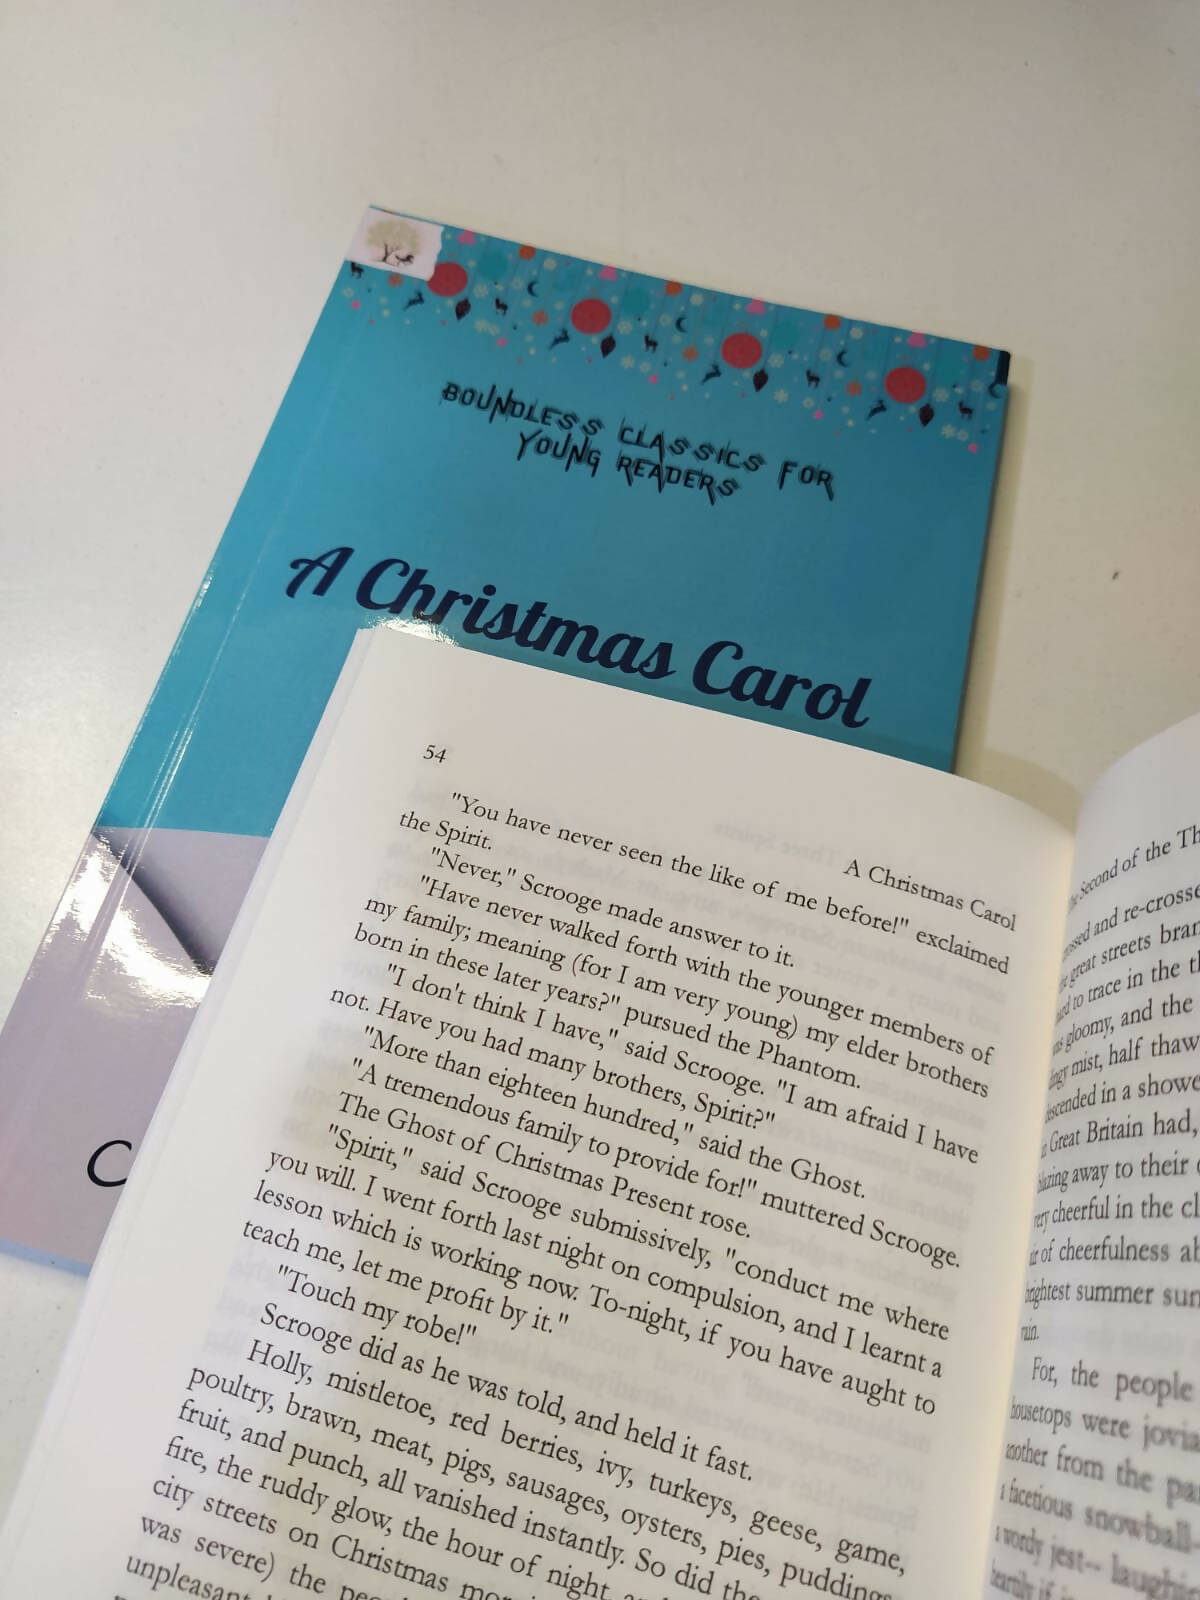 BOUNDLESS CLASSICS FOR
YOUNG READERS
A Christmas Carol
C
54
A Christmas Carol
"You have never seen the like of me before!" exclaimed
the Spirit.
"Never," Scrooge made answer to it.
"Have never walked forth with the younger members of
my family; meaning (for I am very young) my elder brothers
born in these later years?" pursued the Phantom.
"I don't think I have," said Scrooge. "I am afraid I have
not. Have you had many brothers, Spirit?"
"More than eighteen hundred," said the Ghost.
"A tremendous family to provide for!" muttered Scrooge.
The Ghost of Christmas Present rose.
"Spirit," said Scrooge submissively, "conduct me where
you will. I went forth last night on compulsion, and I learnt a
lesson which is working now. To-night, if you have aught to
teach me, let me profit by it."
"Touch my robe!"
Scrooge did as he was told, and held it fast.
Holly, mistletoe, red berries, ivy, turkeys, geese, game,
poultry, brawn, meat, pigs, sausages, oysters, pies, puddings
fruit, and punch, all vanished instantly. So did the
fire, the ruddy glow, the hour of night,
city streets on Christmas
was severe) the
unpleasant
Second of the
and re-crosse
great streets
to trace in the
gloomy, and the
mist, half thaw
descended in a
Great Britain had,
blazing away to their
very cheerful in the
of cheerfulness
brightest summer sun
rain.
For, the people
housetops were
another from the
facetious snowball
wordy jest--
heartily if